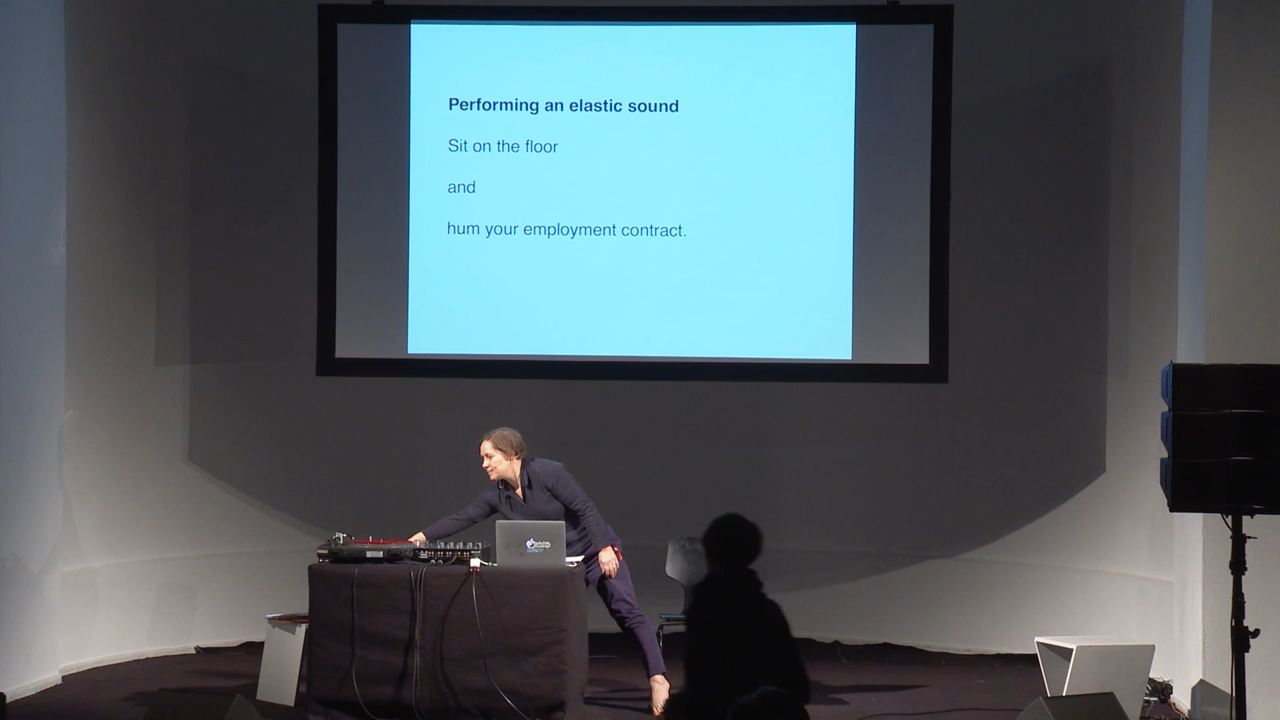 Performing an elastic sound
Sit on the floor
and
hum your employment contract.